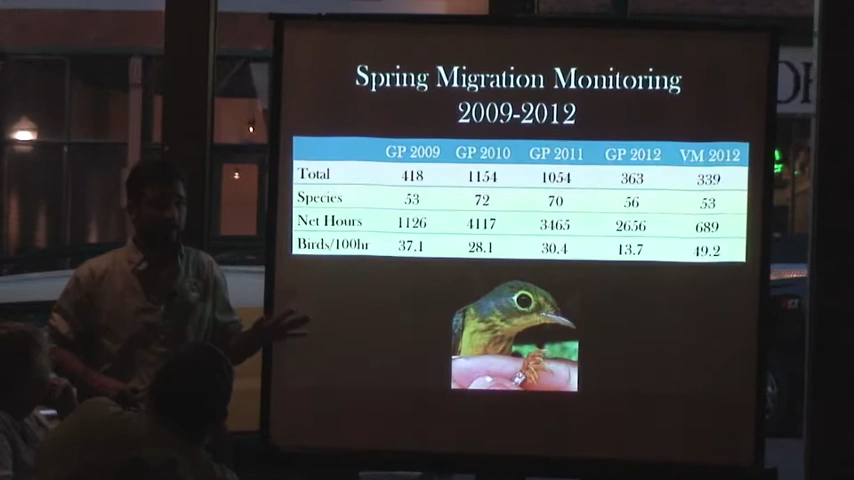 Spring Migration Monitoring
2009-2012
GP 2009 GP 2010 GP 2011 GP 2012 VM 2012
Total 418 1154 1054 363 339
Species 53 72 70 56 53
Net Hours 1126 4117 3465 2656 689
Birds/100hr 37.1 28.1 30.4 13.7 49.2